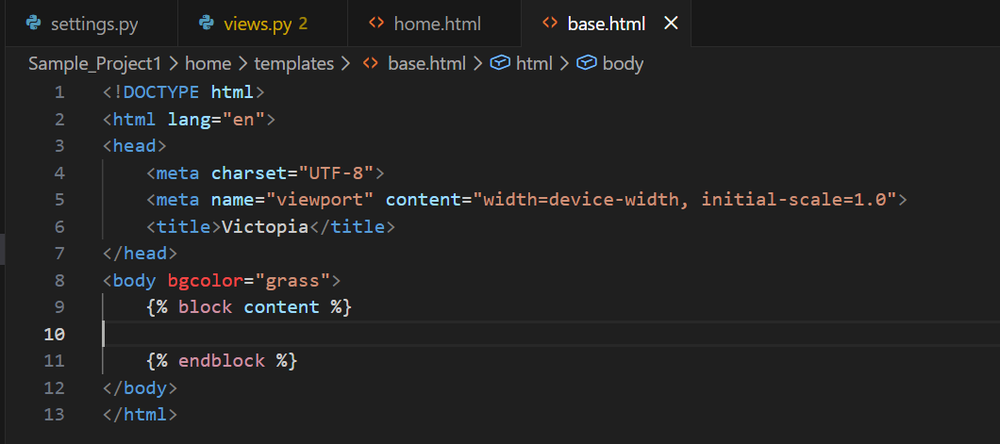 settings.py views.py 2 home.html base.html
Sample_Project1 > home > templates > base.html > html > body
1 <!DOCTYPE html>
2 <html lang="en">
3 <head>
4 <meta charset="UTF-8">
5 <meta name="viewport" content="width=device-width, initial-scale=1.0">
6 <title>Victopia</title>
7 </head>
8 <body bgcolor="grass">
9 {% block content %}
10
11 {% endblock %}
12 </body>
13 </html>